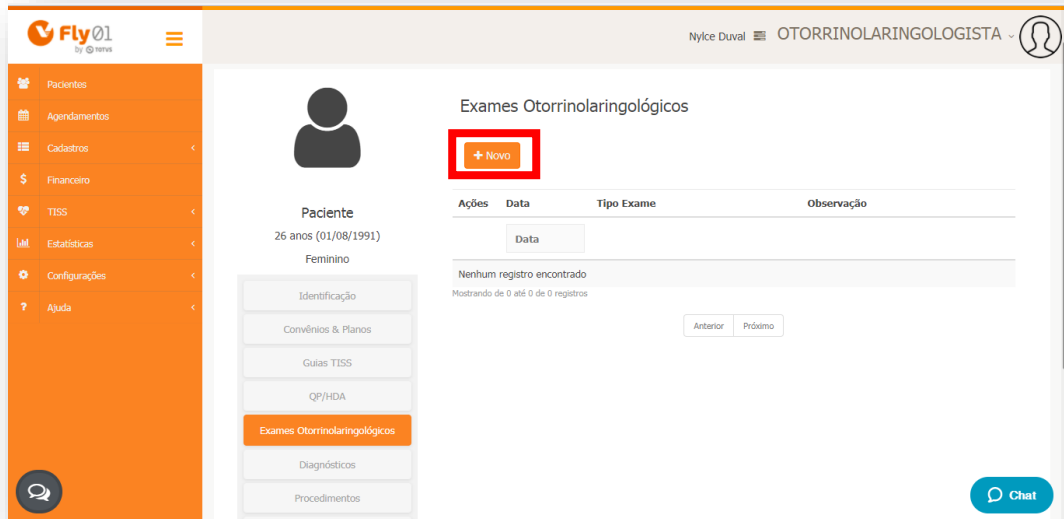 Fly01
by TOTVS
Nylce Duval OTORRINOLARINGOLOGISTA
Pacientes
Agendamentos
Cadastros
Financeiro
TISS
Estatísticas
Configurações
Ajuda
Paciente
26 anos (01/08/1991)
Feminino
Identificação
Convênios & Planos
Guias TISS
QP/HDA
Exames Otorrinolaringológicos
Diagnósticos
Procedimentos
Exames Otorrinolaringológicos
+ Novo
Ações Data Tipo Exame Observação
Data
Nenhum registro encontrado
Mostrando de 0 até 0 de 0 registros
Anterior Próximo
Chat